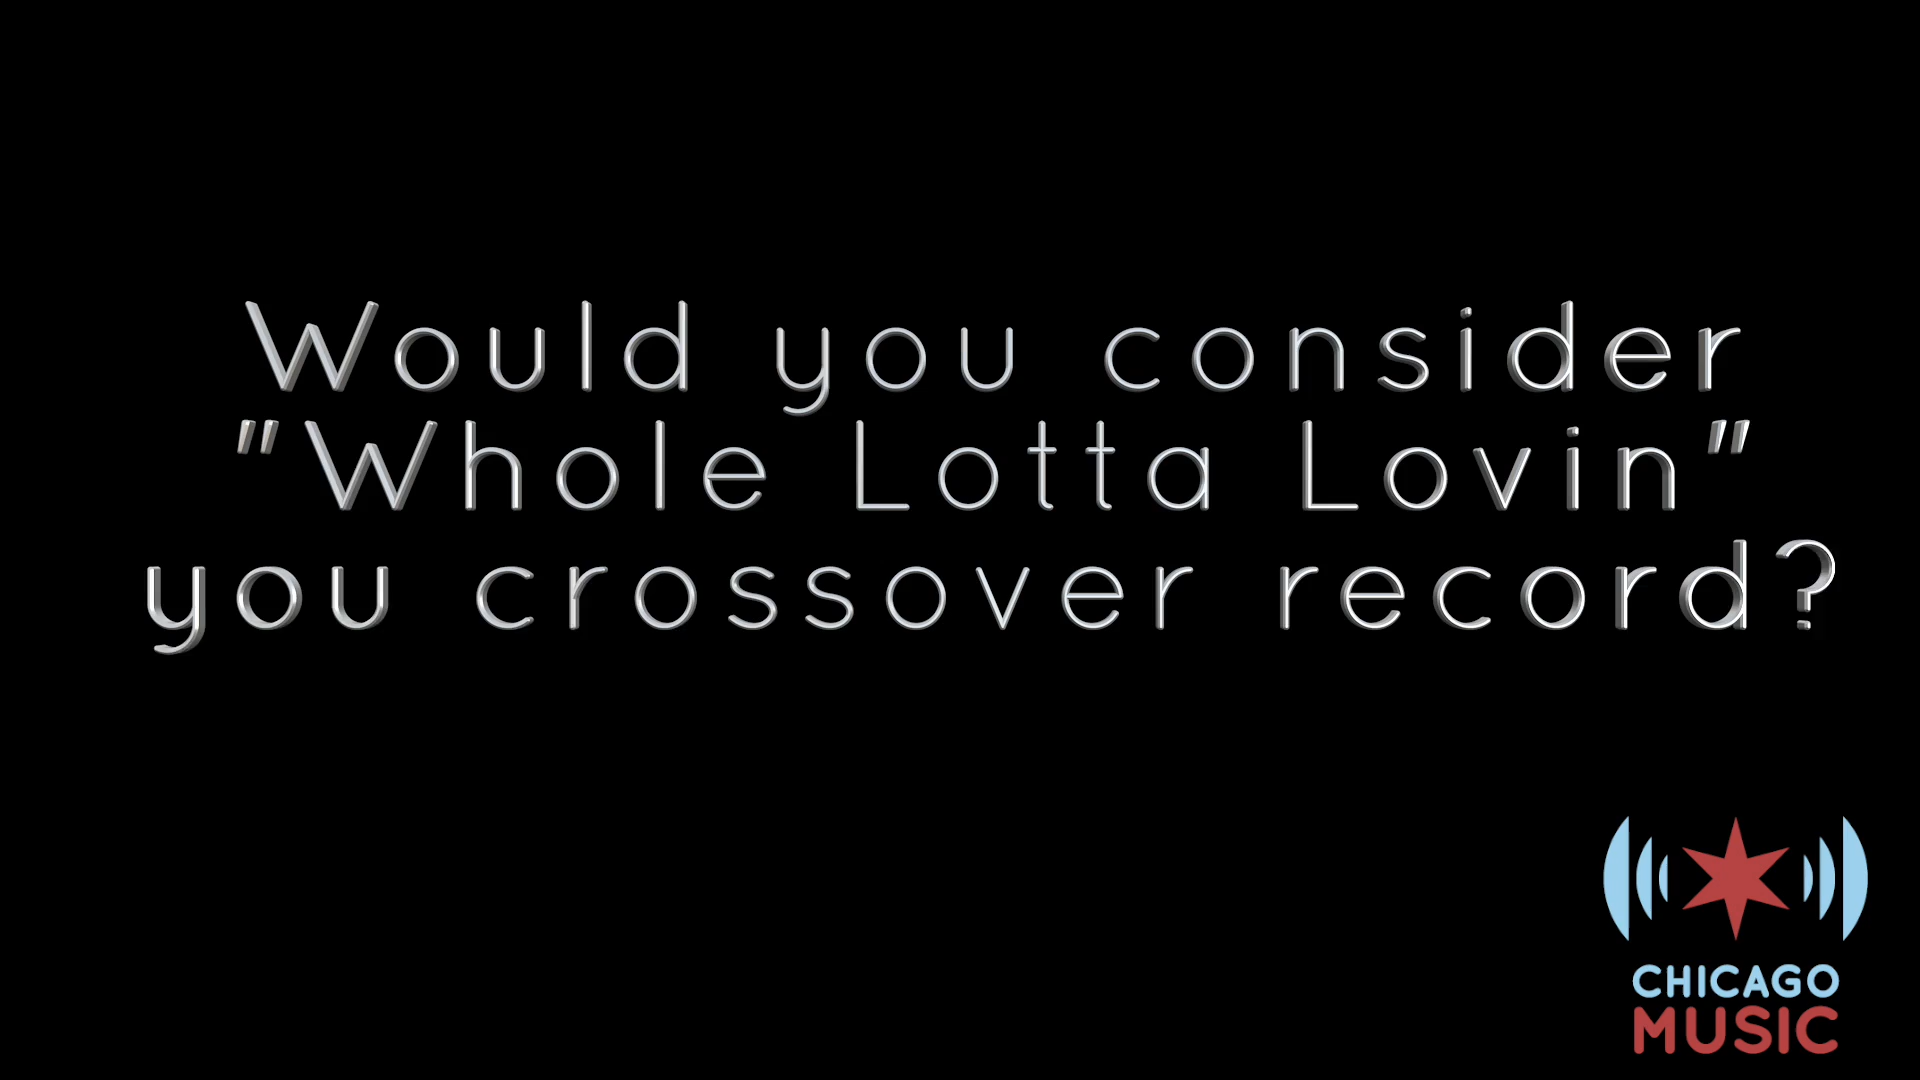 Would you consider
"Whole Lotta Lovin"
you crossover record?
CHICAGO
MUSIC